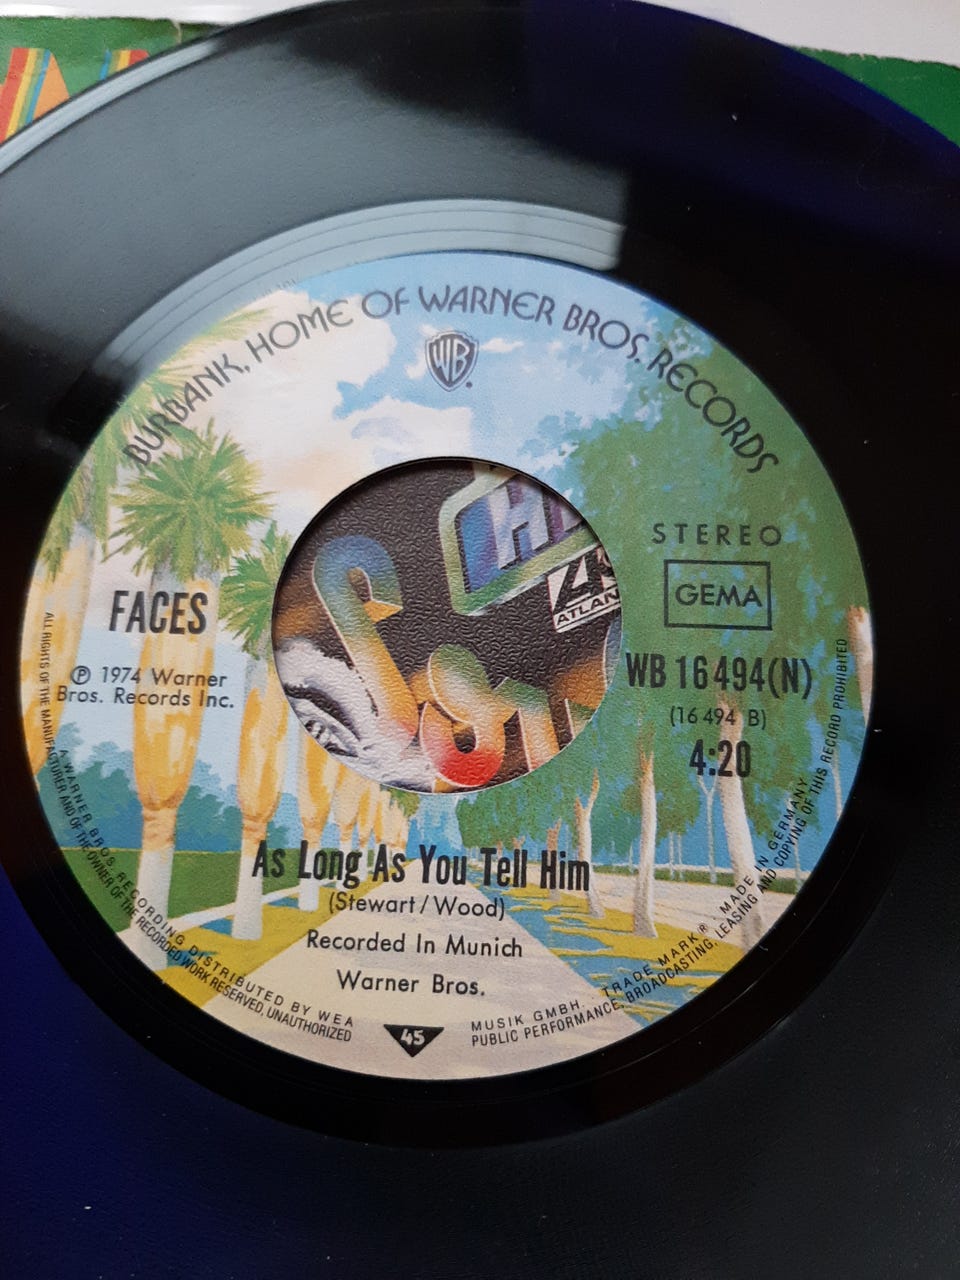 BURBANK, HOME OF WARNER BROS. RECORDS
WB
STEREO
GEMA
FACES
℗ 1974 Warner
Bros. Records Inc.
WB 16 494 (N)
(16 494 B)
4:20
ATLAN
As Long As You Tell Him
(Stewart/Wood)
Recorded In Munich
Warner Bros.
45
A WARNER BROS. RECORDING DISTRIBUTED BY WEA MUSIK GMBH. . TRADE MARK®. MADE IN GERMANY
ALL RIGHTS OF THE MANUFACTURER AND OF THE OWNER OF THE RECORDED WORK RESERVED, UNAUTHORIZED PUBLIC PERFORMANCE, BROADCASTING, LEASING AND COPYING OF THIS RECORD PROHIBITED